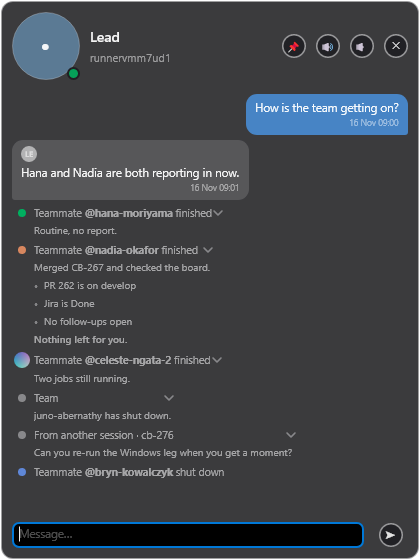 Lead
runnervmm7ud1
How is the team getting on?
16 Nov 09:00
LE
Hana and Nadia are both reporting in now.
16 Nov 09:01
Teammate @hana-moriyama finished
Routine, no report.
Teammate @nadia-okafor finished
Merged CB-267 and checked the board.
• PR 262 is on develop
• Jira is Done
• No follow-ups open
Nothing left for you.
Teammate @celeste-ngata-2 finished
Two jobs still running.
Team
juno-abernathy has shut down.
From another session · cb-276
Can you re-run the Windows leg when you get a moment?
Teammate @bryn-kowalczyk shut down
Message...